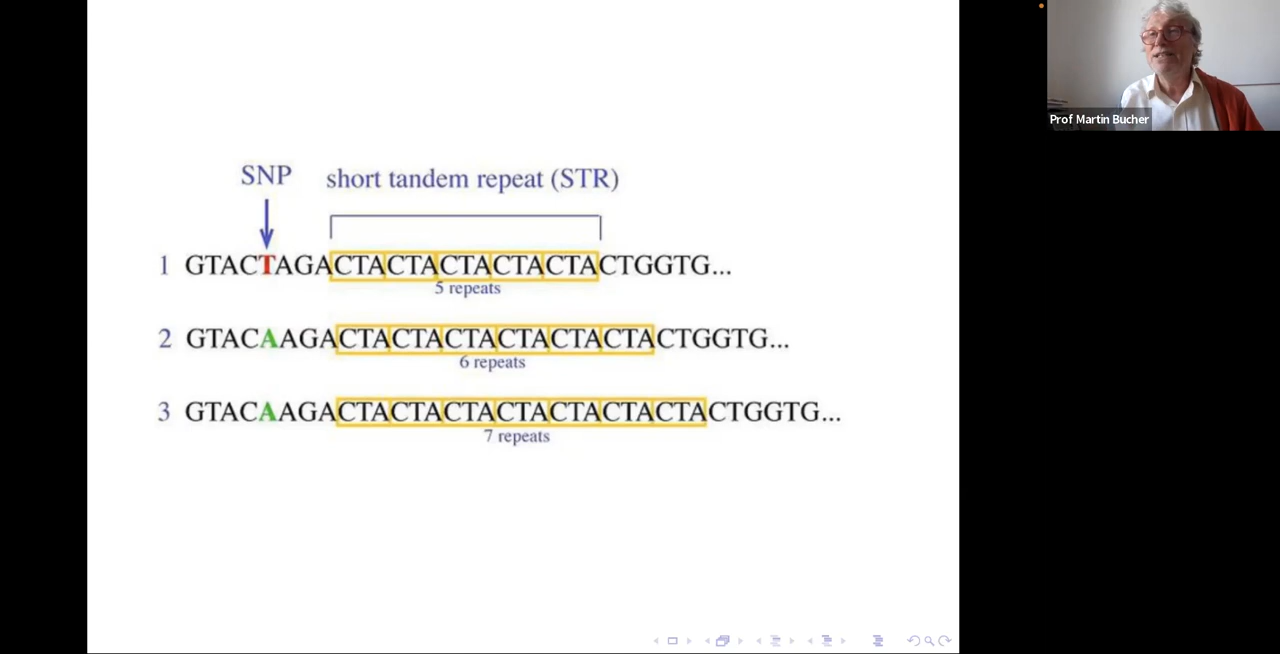 Prof Martin Bucher
SNP
short tandem repeat (STR)
1 GTACTAGACTACTACTACTACTACTGGTG...
5 repeats
2 GTACAAGACTACTACTACTACTACTACTGGTG...
6 repeats
3 GTACAAGACTACTACTACTACTACTACTACTGGTG...
7 repeats